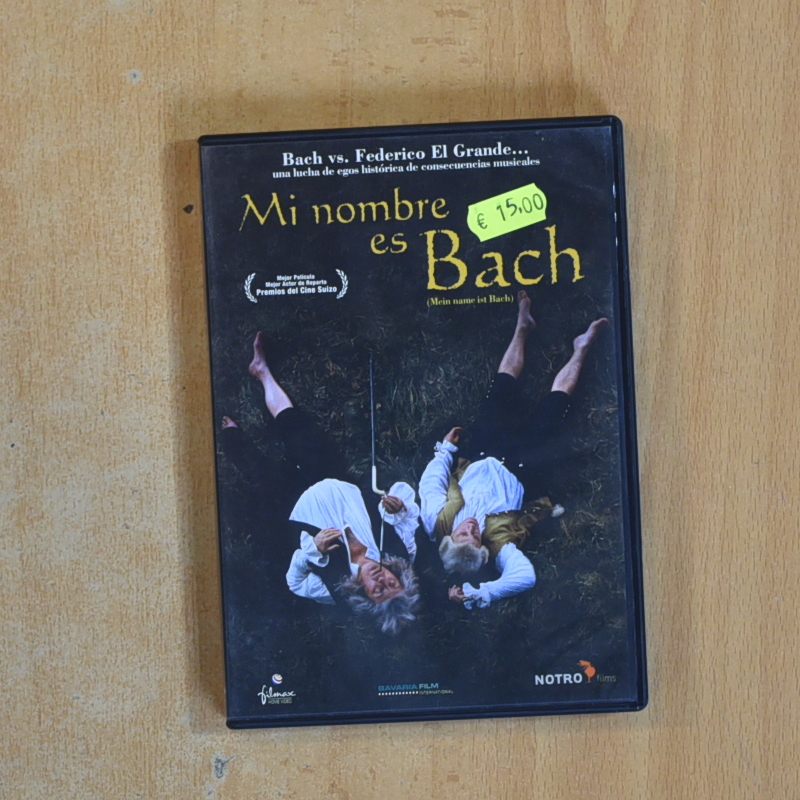 Bach vs. Federico El Grande...
una lucha de egos histórica de consecuencias musicales
Mi nombre
€ 15,00
es Bach
(Mein name ist Bach)
Mejor Película
Mejor Actor de Reparto
Premios del Cine Suizo
filmax
HOME VIDEO
BAVARIA FILM
INTERNATIONAL
NOTRO films